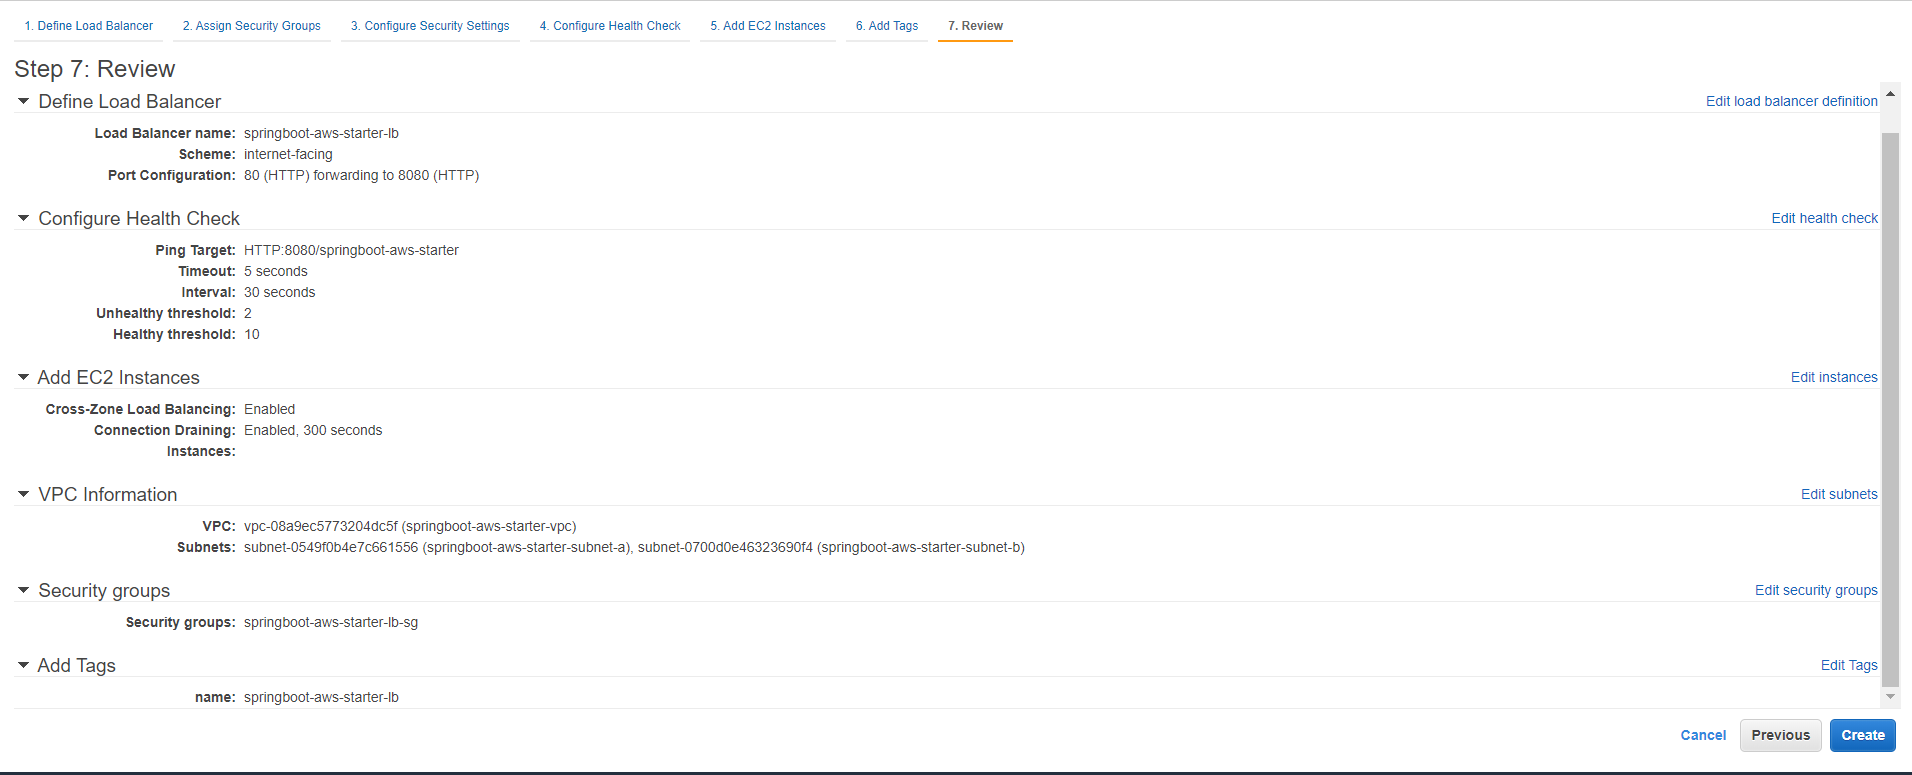 1. Define Load Balancer 2. Assign Security Groups 3. Configure Security Settings 4. Configure Health Check 5. Add EC2 Instances 6. Add Tags 7. Review
Step 7: Review
Define Load Balancer Edit load balancer definition
Load Balancer name: springboot-aws-starter-lb
Scheme: internet-facing
Port Configuration: 80 (HTTP) forwarding to 8080 (HTTP)
Configure Health Check Edit health check
Ping Target: HTTP:8080/springboot-aws-starter
Timeout: 5 seconds
Interval: 30 seconds
Unhealthy threshold: 2
Healthy threshold: 10
Add EC2 Instances Edit instances
Cross-Zone Load Balancing: Enabled
Connection Draining: Enabled, 300 seconds
Instances:
VPC Information Edit subnets
VPC: vpc-08a9ec5773204dc5f (springboot-aws-starter-vpc)
Subnets: subnet-0549f0b4e7c661556 (springboot-aws-starter-subnet-a), subnet-0700d0e46323690f4 (springboot-aws-starter-subnet-b)
Security groups Edit security groups
Security groups: springboot-aws-starter-lb-sg
Add Tags Edit Tags
name: springboot-aws-starter-lb
Cancel Previous Create